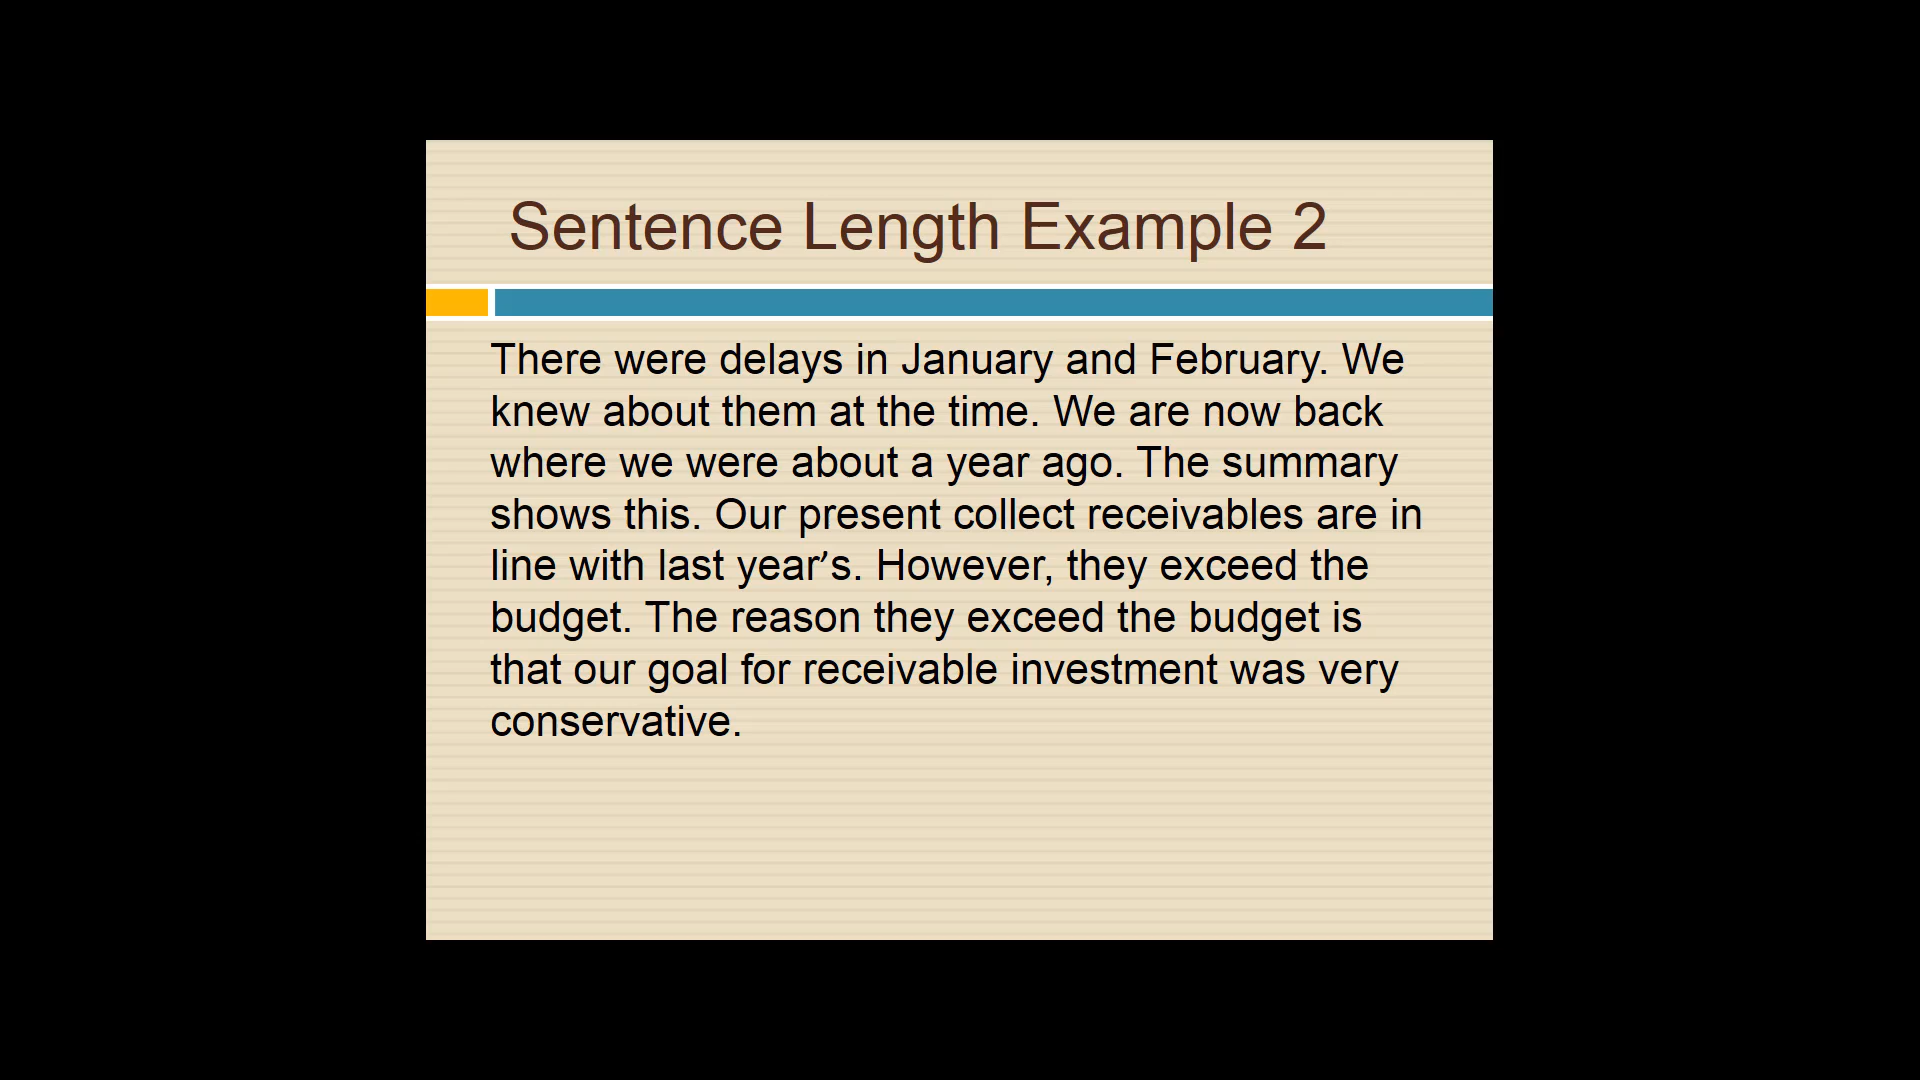 Sentence Length Example 2
There were delays in January and February. We
knew about them at the time. We are now back
where we were about a year ago. The summary
shows this. Our present collect receivables are in
line with last year’s. However, they exceed the
budget. The reason they exceed the budget is
that our goal for receivable investment was very
conservative.